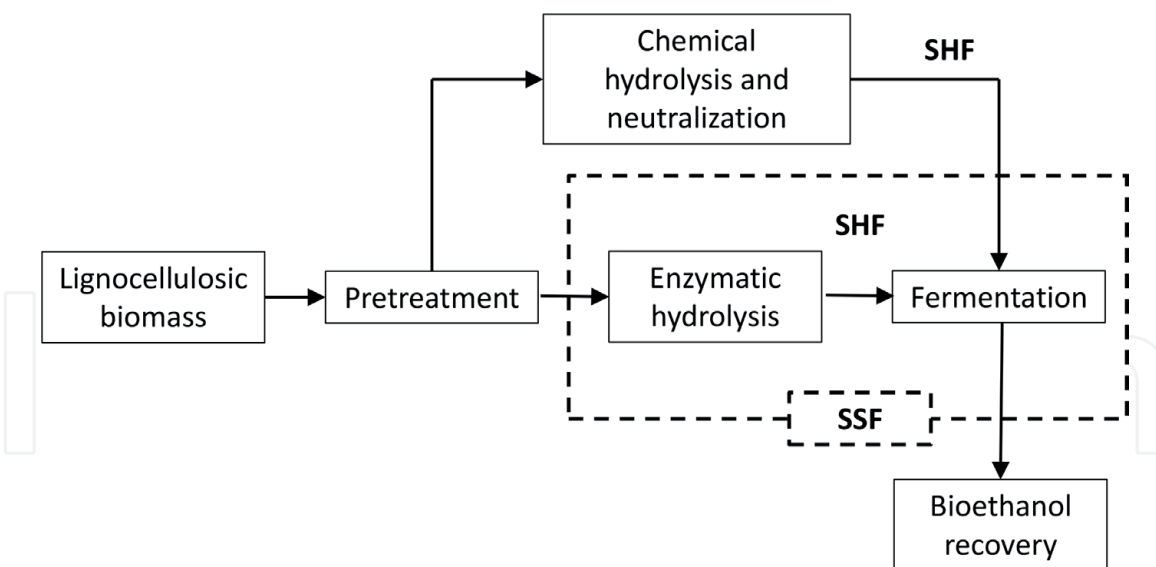 Chemical
hydrolysis and
neutralization
SHF
SHF
Lignocellulosic
biomass
Pretreatment
Enzymatic
hydrolysis
Fermentation
SSF
Bioethanol
recovery